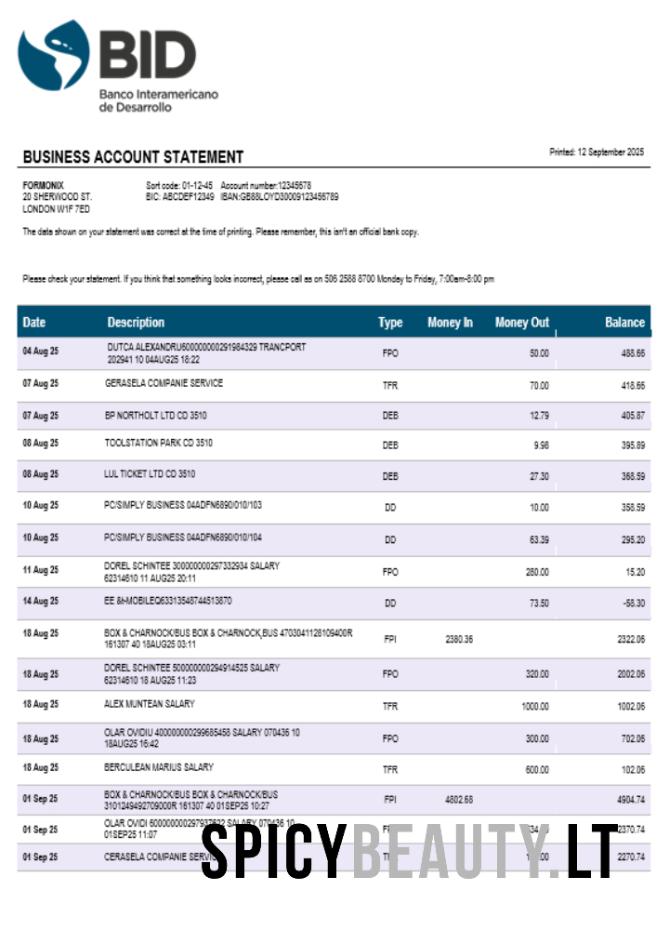 BID
Banco Interamericano
de Desarrollo
BUSINESS ACCOUNT STATEMENT
Printed: 12 September 2025
FORMONIX
20 SHERWOOD ST.
LONDON W1F 7ED
Sort code: 01-12-45 Account number:12345678
BIC: ABCDEF12349 IBAN:GB88LOYD30009123456789
The data shown on your statement was correct at the time of printing. Please remember, this isn't an official bank copy.
Please check your statement. If you think that something looks incorrect, please call as on 506 2588 8700 Monday to Friday, 7:00am-8:00 pm
Date Description Type Money In Money Out Balance
04 Aug 25 DUTCA ALEXANDRU600000000291984329 TRANCPORT
202941 10 04AUG25 18:22 FPO 50.00 488.66
07 Aug 25 GERASELA COMPANIE SERVICE TFR 70.00 418.66
07 Aug 25 BP NORTHOLT LTD CD 3510 DEB 12.79 405.87
08 Aug 25 TOOLSTATION PARK CD 3510 DEB 9.98 395.89
08 Aug 25 LUL TICKET LTD CD 3510 DEB 27.30 368.59
10 Aug 25 PC/SIMPLY BUSINESS 04ADFN6890/010/103 DD 10.00 358.59
10 Aug 25 PC/SIMPLY BUSINESS 04ADFN6890/010/104 DD 63.39 295.20
11 Aug 25 DOREL SCHINTEE 300000000297332934 SALARY
62314610 11 AUG25 20:11 FPO 280.00 15.20
14 Aug 25 EE &MOBILEQ63313548744513870 DD 73.50 -58.30
18 Aug 25 BOX & CHARNOCK/BUS BOX & CHARNOCK,BUS 4703041128109400R
161307 40 18AUG25 03:11 FPI 2380.36 2322.06
18 Aug 25 DOREL SCHINTEE 500000000294914525 SALARY
62314610 18 AUG25 11:23 FPO 320.00 2002.06
18 Aug 25 ALEX MUNTEAN SALARY TFR 1000.00 1002.06
18 Aug 25 OLAR OVIDIU 400000000299685458 SALARY 070436 10
18AUG25 16:42 FPO 300.00 702.06
18 Aug 25 BERCULEAN MARIUS SALARY TFR 600.00 102.06
01 Sep 25 BOX & CHARNOCK/BUS BOX & CHARNOCK/BUS
3101249492709000R 161307 40 01SEP25 10:27 FPI 4802.68 4904.74
01 Sep 25 OLAR OVIDI SALARY 070436 10
01SEP25 11:07 2370.74
01 Sep 25 CERASELA COMPANIE 2270.74
SPICYBEAUTY.LT